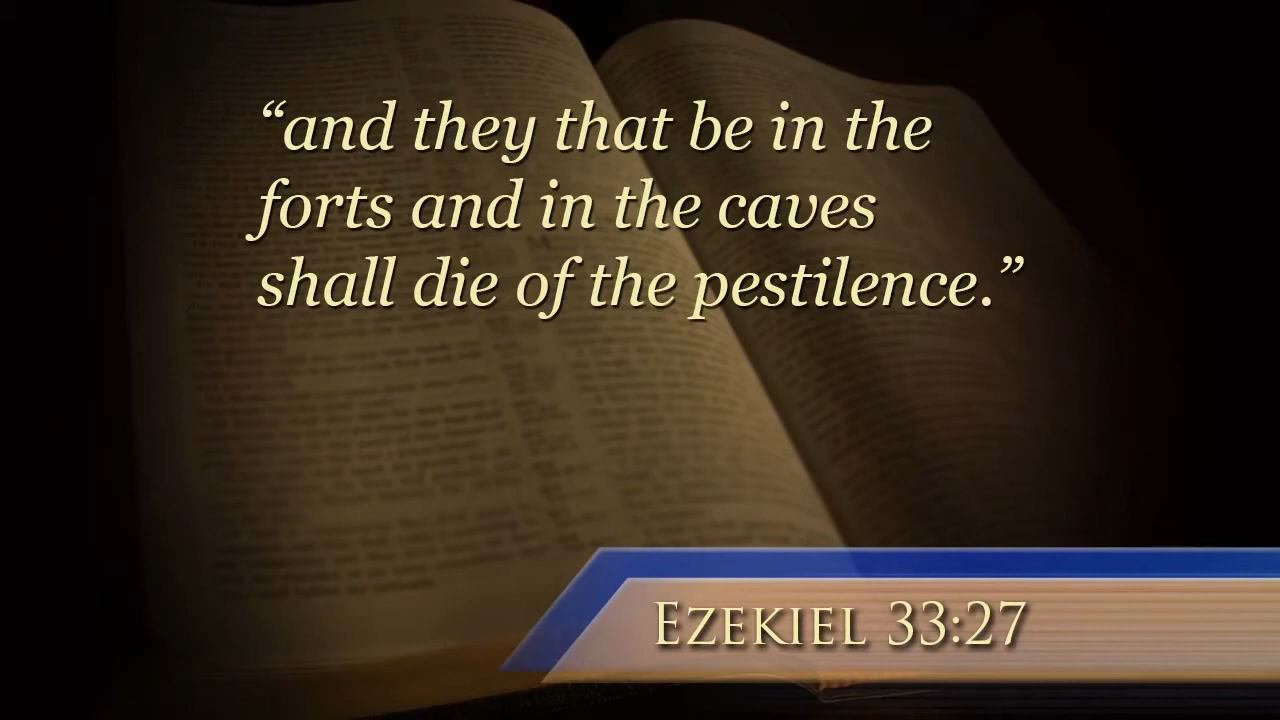 “and they that be in the
forts and in the caves
shall die of the pestilence.”
Ezekiel 33:27